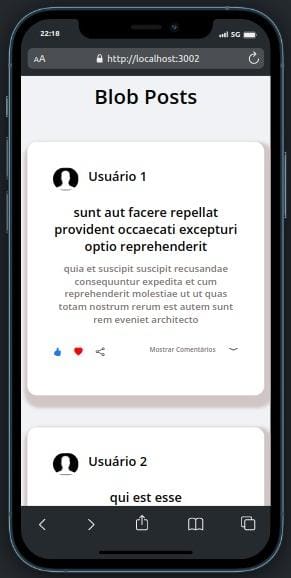 22:18
5G
AA http://localhost:3002
Blob Posts
Usuário 1
sunt aut facere repellat
provident occaecati excepturi
optio reprehenderit
quia et suscipit suscipit recusandae
consequuntur expedita et cum
reprehenderit molestiae ut ut quas
totam nostrum rerum est autem sunt
rem eveniet architecto
Mostrar Comentários
Usuário 2
qui est esse